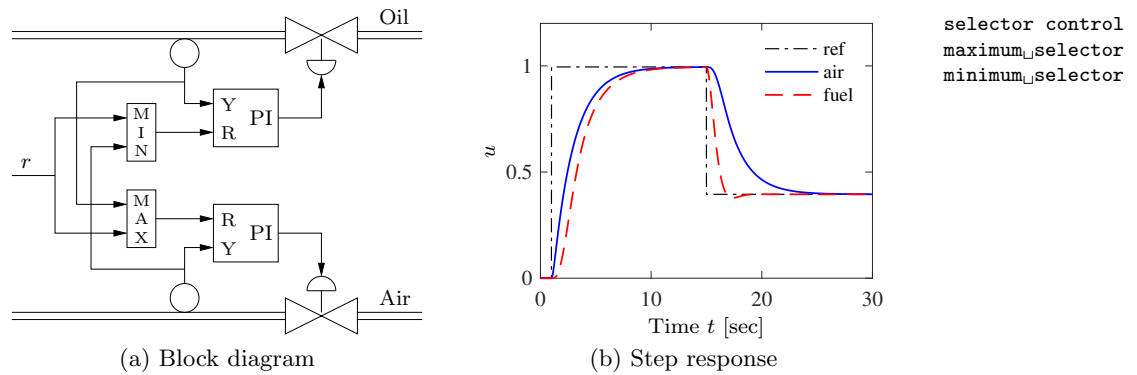 Oil
Y
R
PI
M
I
N
r
M
A
X
R
Y
PI
Air
(a) Block diagram
ref
air
fuel
1
0.5
0
u
0
10
20
30
Time t [sec]
(b) Step response
selector control
maximum␣selector
minimum␣selector